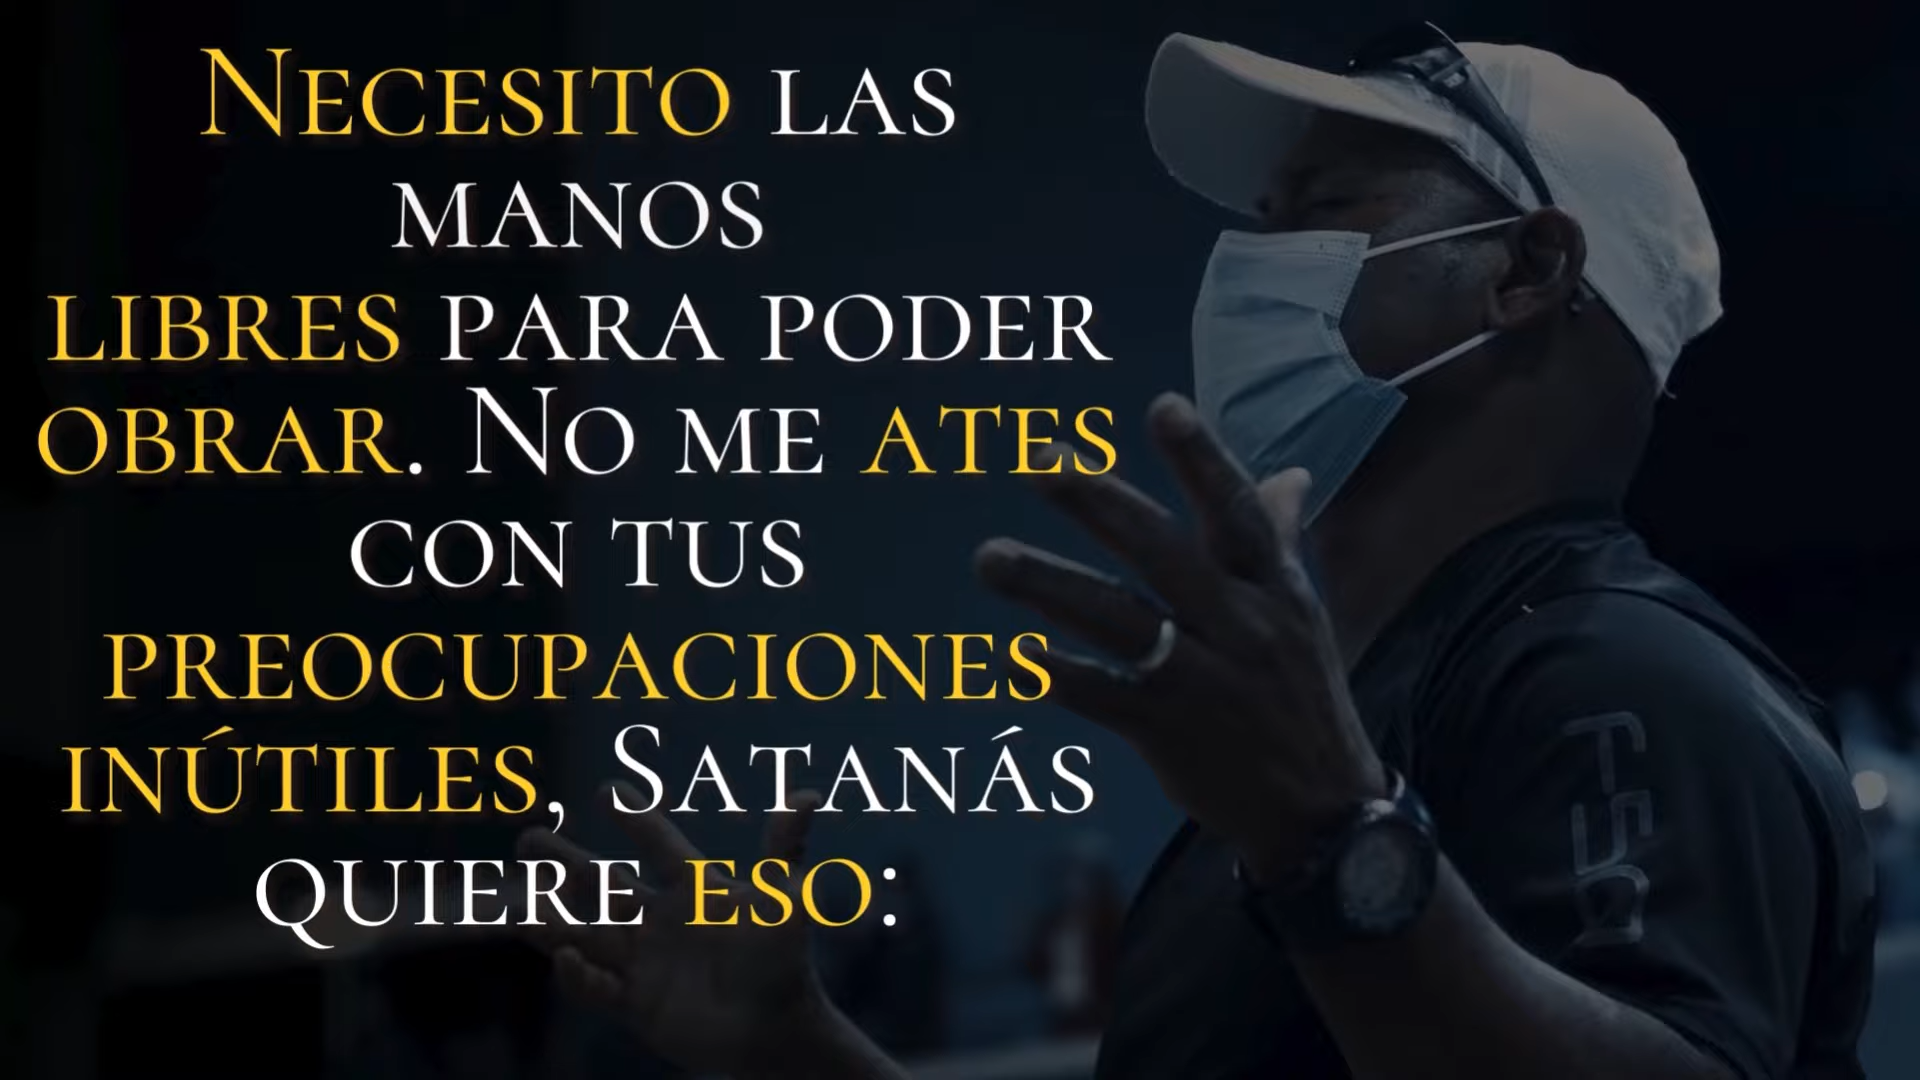 Necesito las
manos
libres para poder
obrar. No me ates
con tus
preocupaciones
inútiles, Satanás
quiere eso: